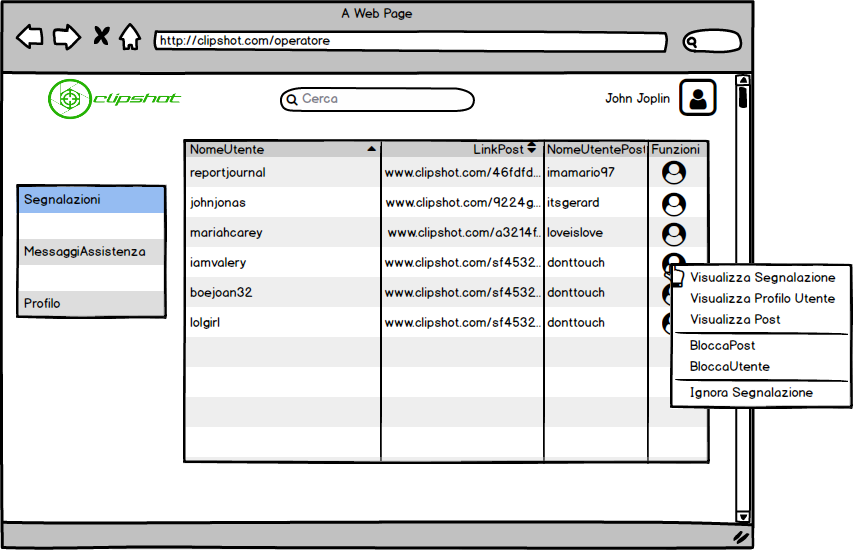 A Web Page
http://clipshot.com/operatore
clipshot
Cerca
John Joplin
Segnalazioni
MessaggiAssistenza
Profilo
NomeUtente LinkPost NomeUtentePost Funzioni
reportjournal www.clipshot.com/46fdfd... imamario97
johnjonas www.clipshot.com/9224g... itsgerard
mariahcarey www.clipshot.com/a3214f... loveislove
iamvalery www.clipshot.com/sf4532... donttouch
boejoan32 www.clipshot.com/sf4532... donttouch
lolgirl www.clipshot.com/sf4532... donttouch
Visualizza Segnalazione
Visualizza Profilo Utente
Visualizza Post
BloccaPost
BloccaUtente
Ignora Segnalazione